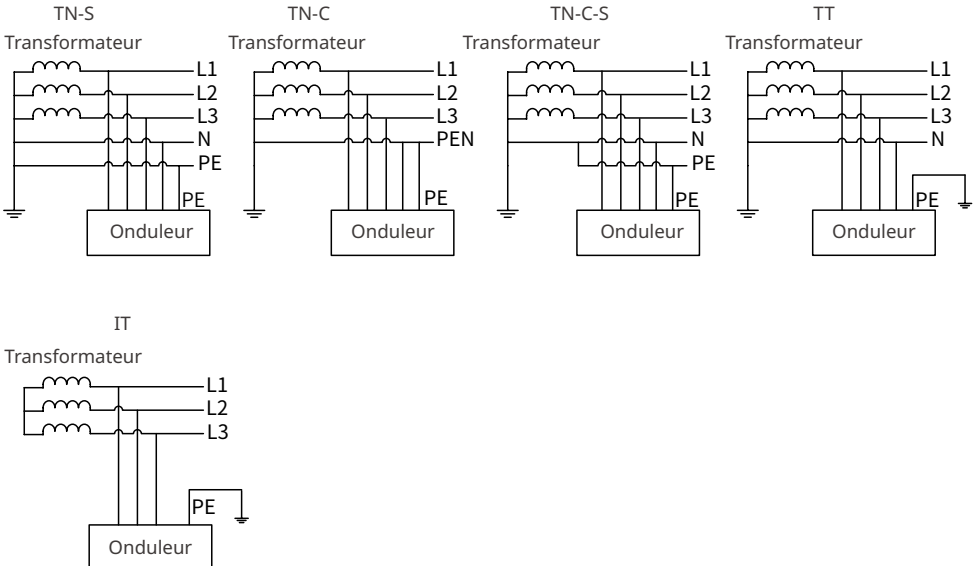 TN-S
TN-C
TN-C-S
TT
Transformateur
Transformateur
Transformateur
Transformateur
L1
L2
L3
N
PE
PE
Onduleur
L1
L2
L3
PEN
PE
Onduleur
L1
L2
L3
N
PE
PE
Onduleur
L1
L2
L3
N
PE
Onduleur
IT
Transformateur
L1
L2
L3
PE
Onduleur